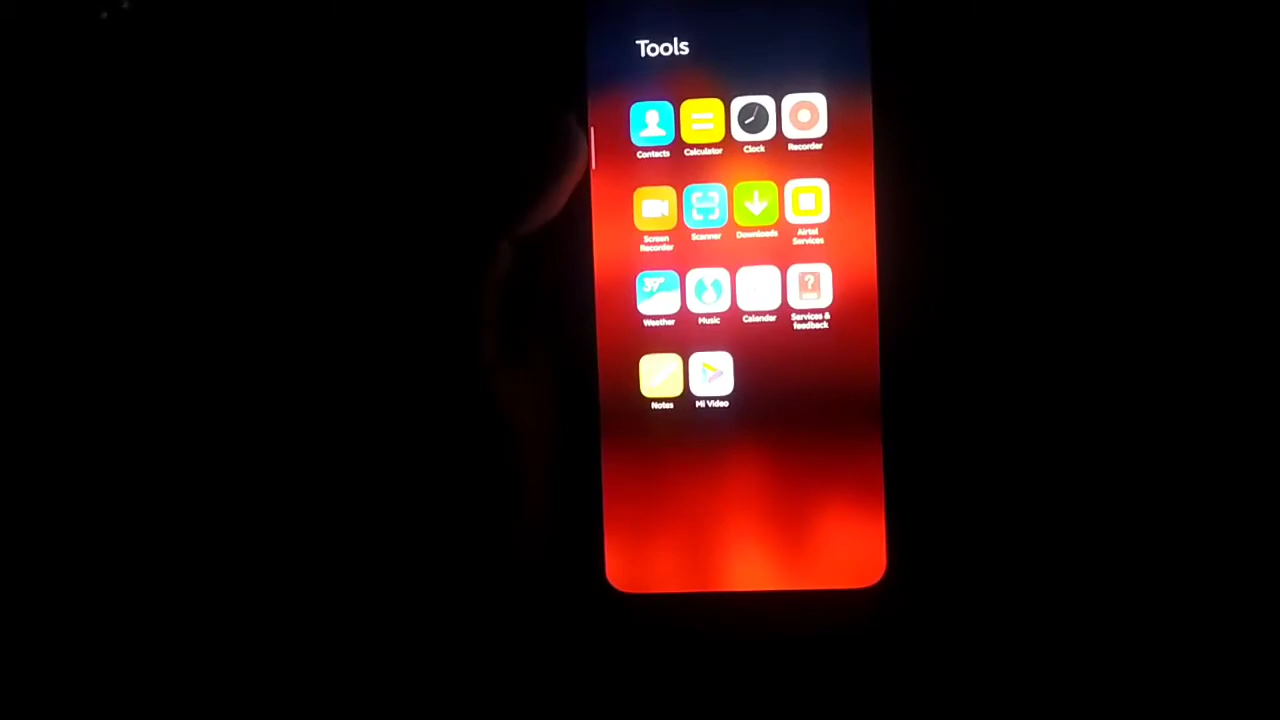 Tools
Contacts Calculator Clock Recorder
Screen Recorder Scanner Downloads Airtel Services
39°
Weather Music Calendar Services & feedback
?
Notes Mi Video